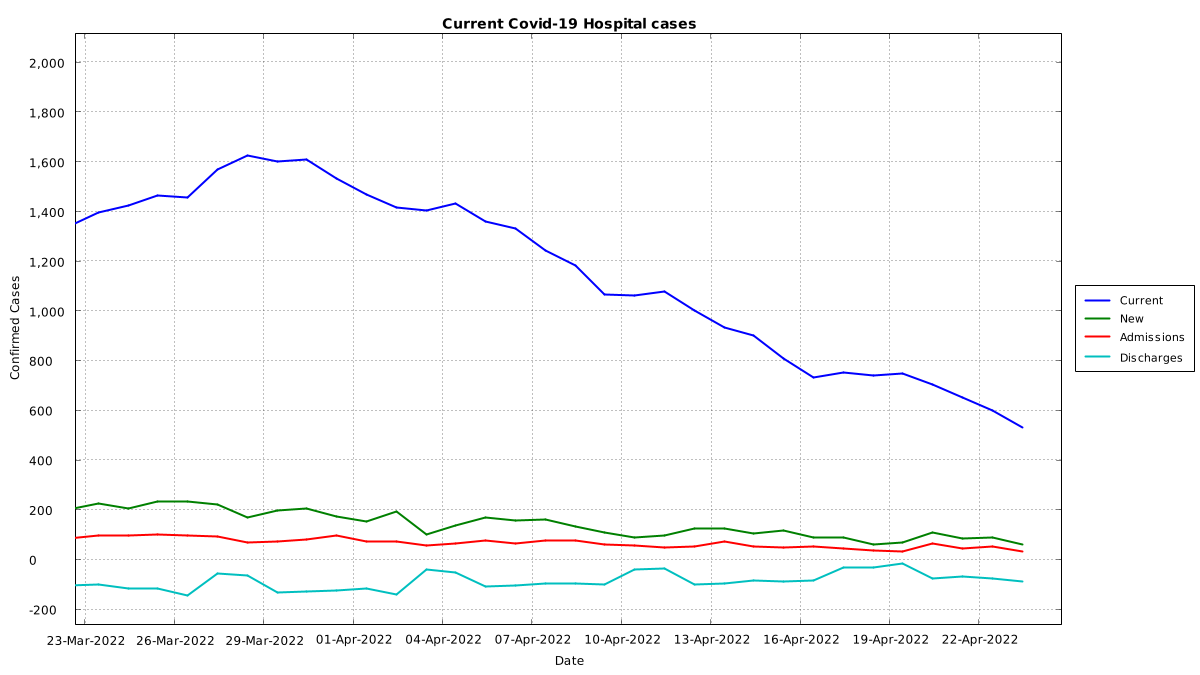 Current Covid-19 Hospital cases
2,000
1,800
1,600
1,400
1,200
1,000
800
600
400
200
0
-200
Confirmed Cases
23-Mar-2022 26-Mar-2022 29-Mar-2022 01-Apr-2022 04-Apr-2022 07-Apr-2022 10-Apr-2022 13-Apr-2022 16-Apr-2022 19-Apr-2022 22-Apr-2022
Date
Current
New
Admissions
Discharges